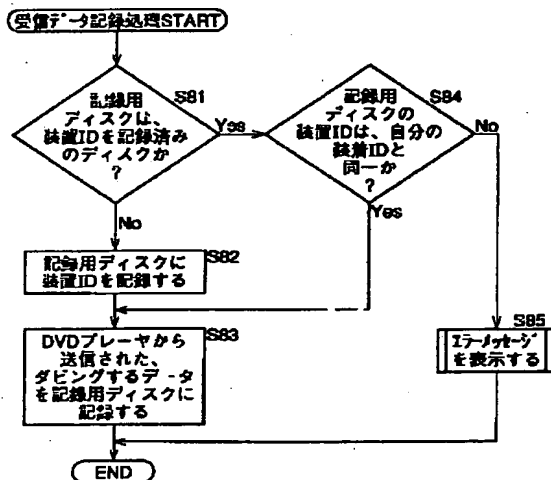 受信データ記録処理START
記録用
ディスクは、
装置IDを記録済み
のディスクか
?
S81
Yes
No
記録用
ディスクの
装置IDは、自分の
装着IDと
同一か
?
S84
No
Yes
記録用ディスクに
装置IDを記録する
S82
DVDプレーヤから
送信された、
ダビングするデータ
を記録用ディスクに
記録する
S83
エラーメッセージ
を表示する
S85
END